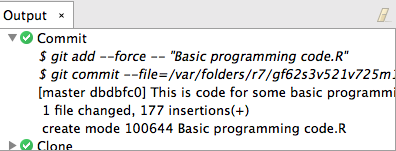 Output ×
Commit
$ git add --force -- "Basic programming code.R"
$ git commit --file=/var/folders/r7/gf62s3v521v725m1
[master dbdbfc0] This is code for some basic programmi
1 file changed, 177 insertions(+)
create mode 100644 Basic programming code.R
Clone